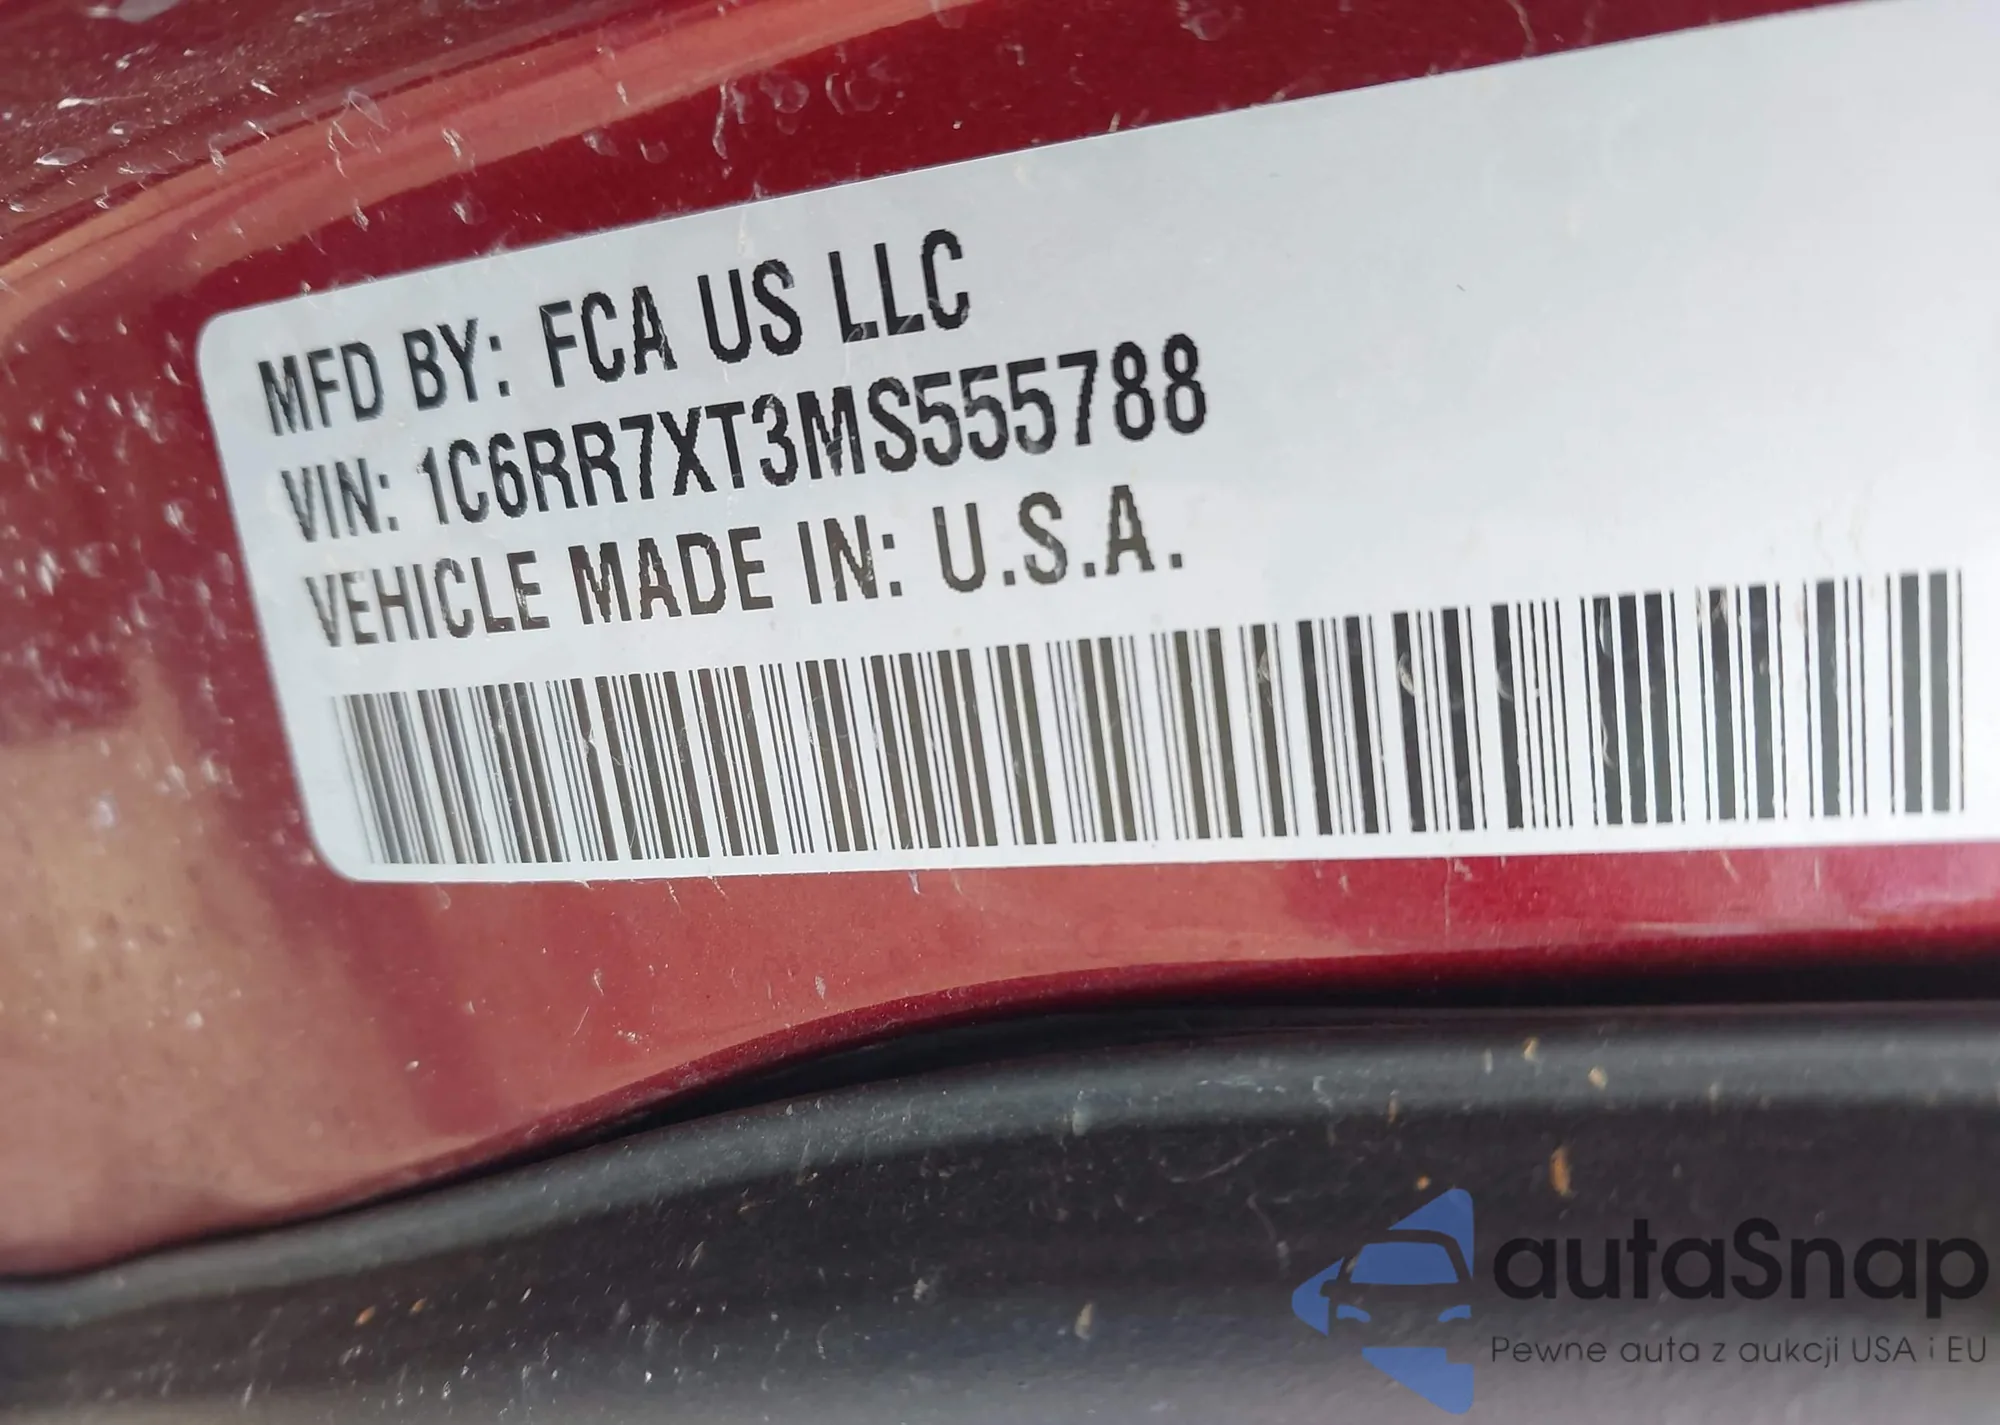 MFD BY: FCA US LLC
VIN: 1C6RR7XT3MS555788
VEHICLE MADE IN: U.S.A.
autaSnap
Pewne auta z aukcji USA i EU